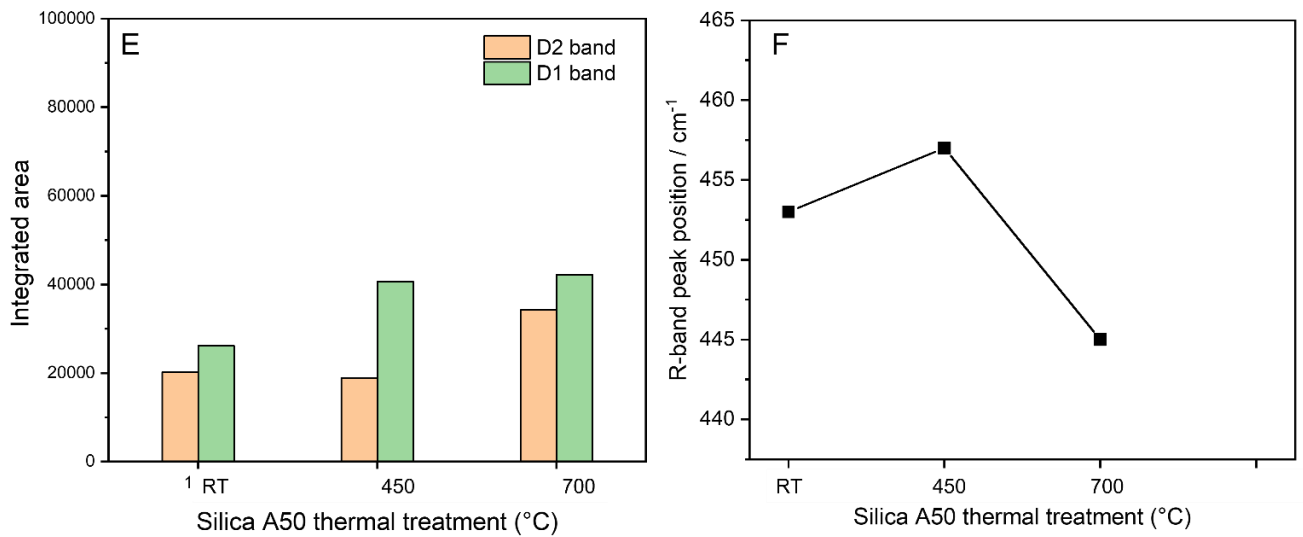 E
D2 band
D1 band
100000
80000
60000
40000
20000
0
Integrated area
1 RT 450 700
Silica A50 thermal treatment (°C)
F
465
460
455
450
445
440
R-band peak position / cm-1
RT 450 700
Silica A50 thermal treatment (°C)